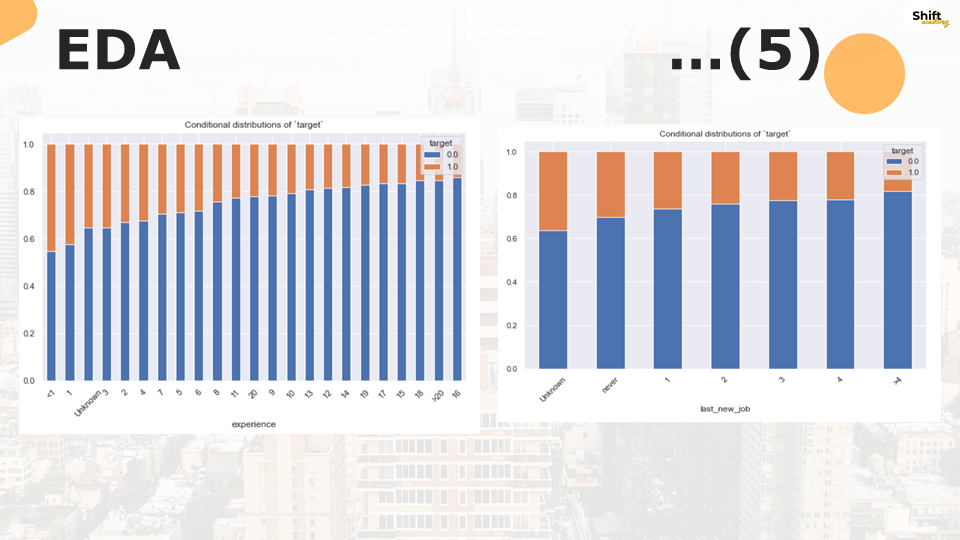 Shift
academy
EDA ...(5)
Conditional distributions of `target`
target
0.0
1.0
1.0
0.8
0.6
0.4
0.2
0.0
<1 1 Unknown 3 2 4 7 5 6 8 11 20 9 10 13 12 14 19 17 15 18 >20 16
experience
Conditional distributions of `target`
target
0.0
1.0
1.0
0.8
0.6
0.4
0.2
0.0
Unknown never 1 2 3 4 >4
last_new_job